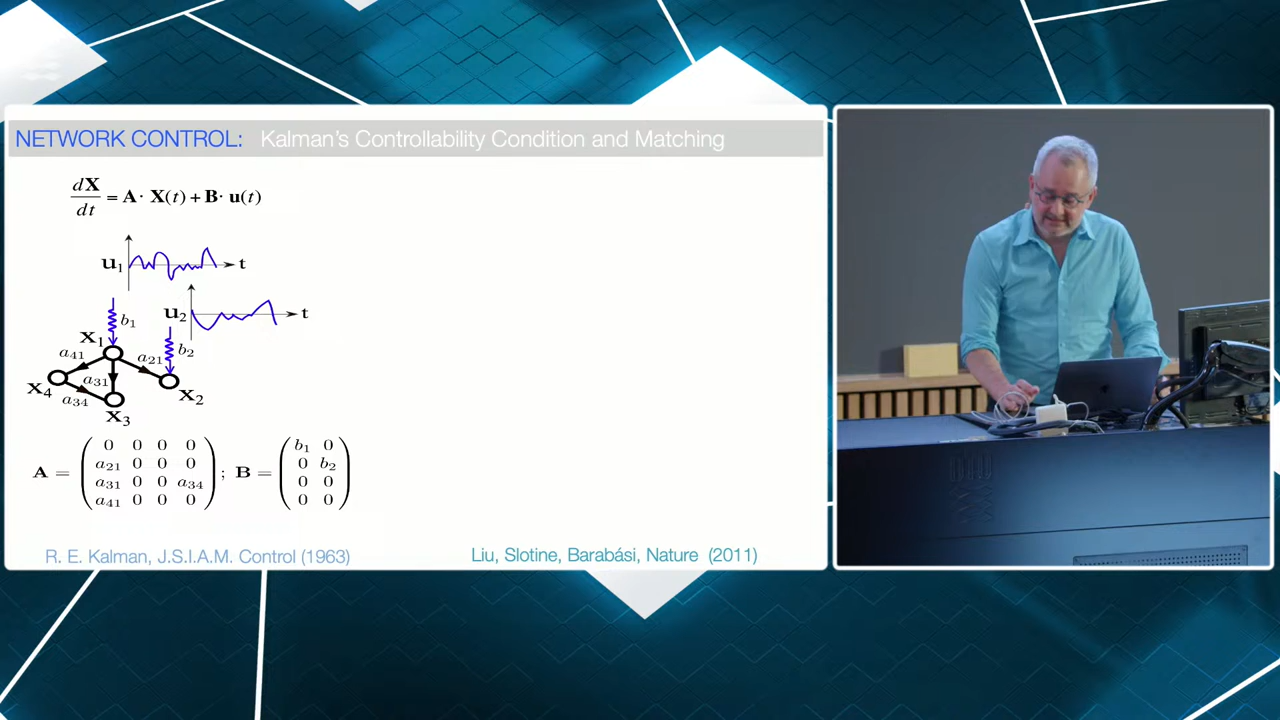 NETWORK CONTROL: Kalman's Controllability Condition and Matching
dX/dt = A· X(t) + B· u(t)
u₁ t
u₂ t
b₁
b₂
x₁
a₄₁ a₂₁
a₃₁
x₄ x₂
a₃₄
x₃
A = ( 0 0 0 0 ; B = ( b₁ 0
a₂₁ 0 0 0 0 b₂
a₃₁ 0 0 a₃₄ 0 0
a₄₁ 0 0 0 ) 0 0 )
R. E. Kalman, J.S.I.A.M. Control (1963) Liu, Slotine, Barabási, Nature (2011)